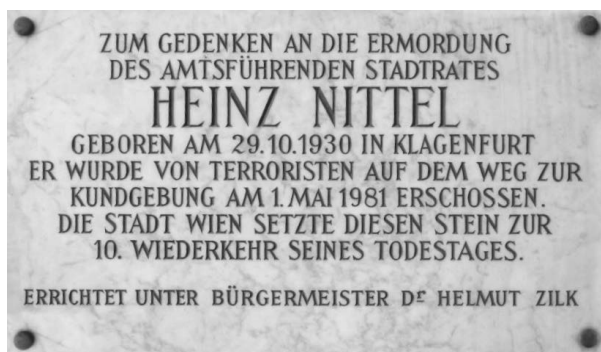 ZUM GEDENKEN AN DIE ERMORDUNG
DES AMTSFÜHRENDEN STADTRATES
HEINZ NITTEL
GEBOREN AM 29.10.1930 IN KLAGENFURT
ER WURDE VON TERRORISTEN AUF DEM WEG ZUR
KUNDGEBUNG AM 1. MAI 1981 ERSCHOSSEN.
DIE STADT WIEN SETZTE DIESEN STEIN ZUR
10. WIEDERKEHR SEINES TODESTAGES.
ERRICHTET UNTER BÜRGERMEISTER Dr HELMUT ZILK